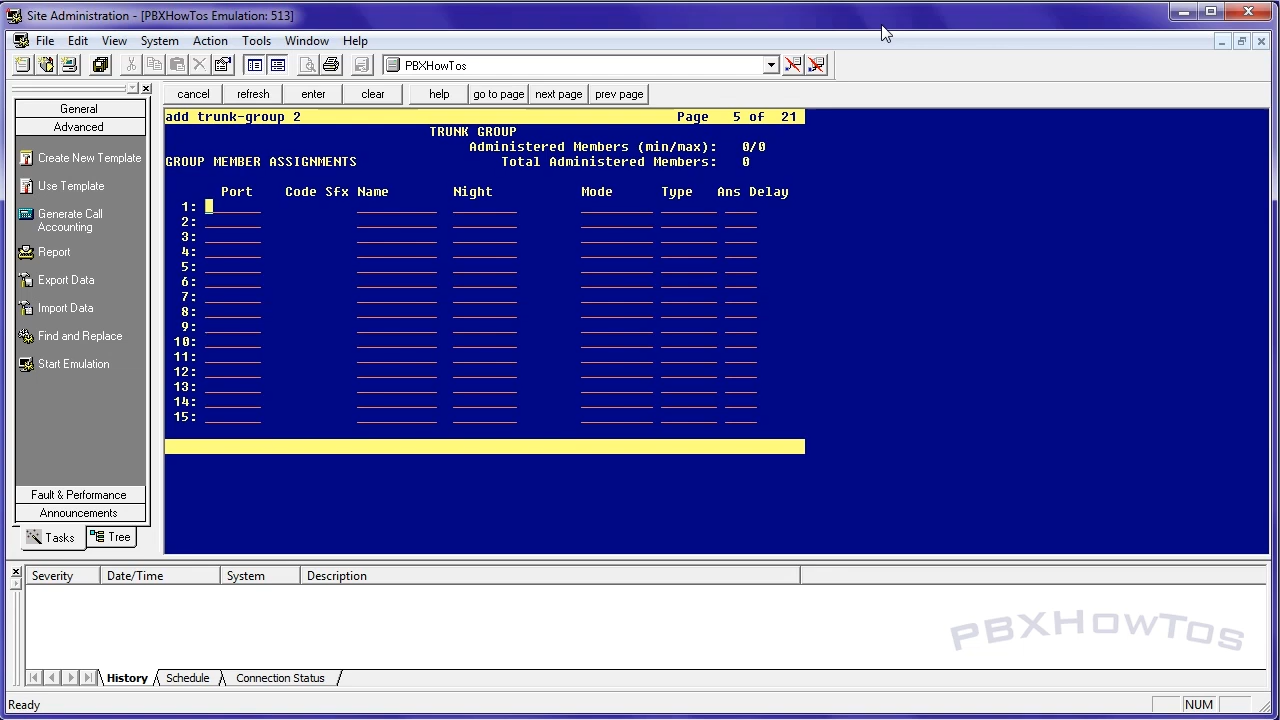 Site Administration - [PBXHowTos Emulation: 513]
File Edit View System Action Tools Window Help
PBXHowTos
cancel refresh enter clear help go to page next page prev page
General
Advanced
Create New Template
Use Template
Generate Call
Accounting
Report
Export Data
Import Data
Find and Replace
Start Emulation
Fault & Performance
Announcements
Tasks Tree
add trunk-group 2 Page 5 of 21
TRUNK GROUP
Administered Members (min/max): 0/0
GROUP MEMBER ASSIGNMENTS Total Administered Members: 0
Port Code Sfx Name Night Mode Type Ans Delay
1:
2:
3:
4:
5:
6:
7:
8:
9:
10:
11:
12:
13:
14:
15:
Severity Date/Time System Description
PBXHowTos
History Schedule Connection Status
Ready NUM